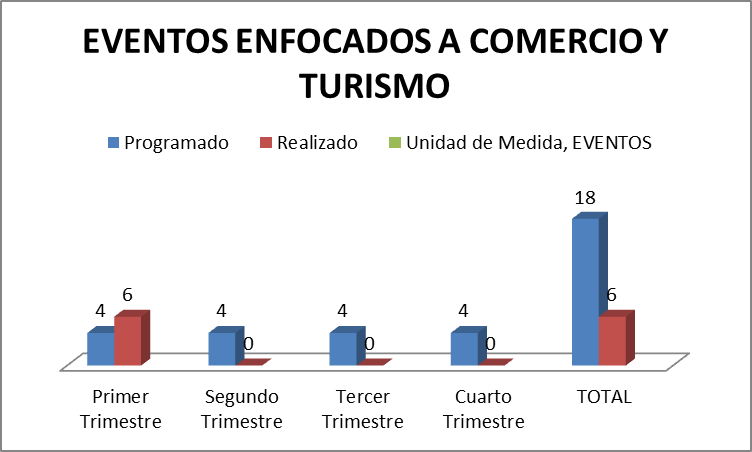 EVENTOS ENFOCADOS A COMERCIO Y
TURISMO
Programado Realizado Unidad de Medida, EVENTOS
18
4 6 4 0 4 0 4 0 6
Primer Segundo Tercer Cuarto TOTAL
Trimestre Trimestre Trimestre Trimestre